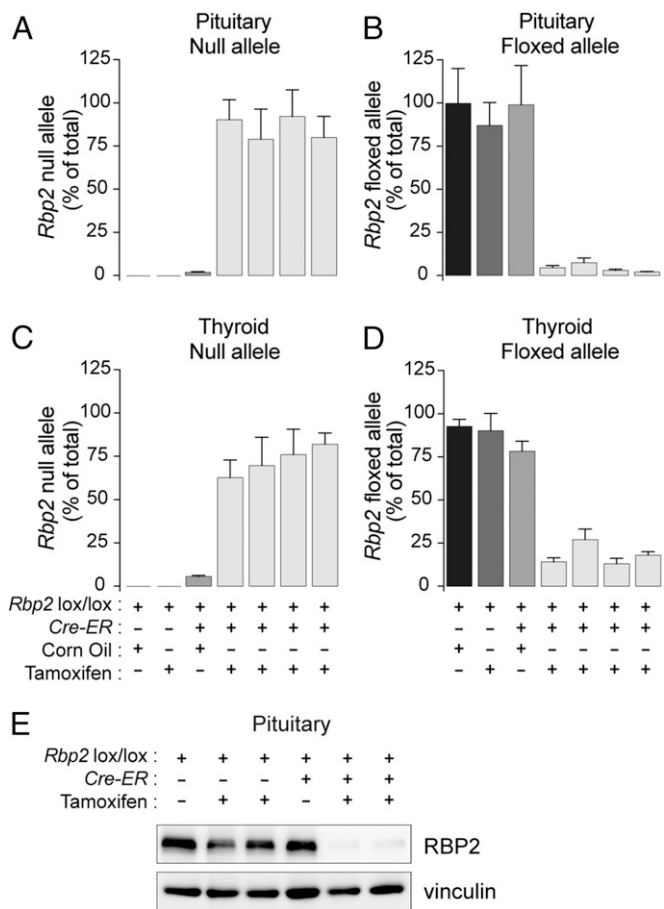 A
Pituitary
Null allele
Rbp2 null allele
(% of total)
125
100
75
50
25
0
B
Pituitary
Floxed allele
Rbp2 floxed allele
(% of total)
125
100
75
50
25
0
C
Thyroid
Null allele
Rbp2 null allele
(% of total)
125
100
75
50
25
0
D
Thyroid
Floxed allele
Rbp2 floxed allele
(% of total)
125
100
75
50
25
0
Rbp2 lox/lox : + + + + + + + + + + + + + +
Cre-ER : – – + + + + + – – + + + + +
Corn Oil : + – + – – – – + – + – – – –
Tamoxifen : – + – + + + + – + – + + + +
E
Pituitary
Rbp2 lox/lox : + + + + + +
Cre-ER : – – – + + +
Tamoxifen : – + + – + +
RBP2
vinculin